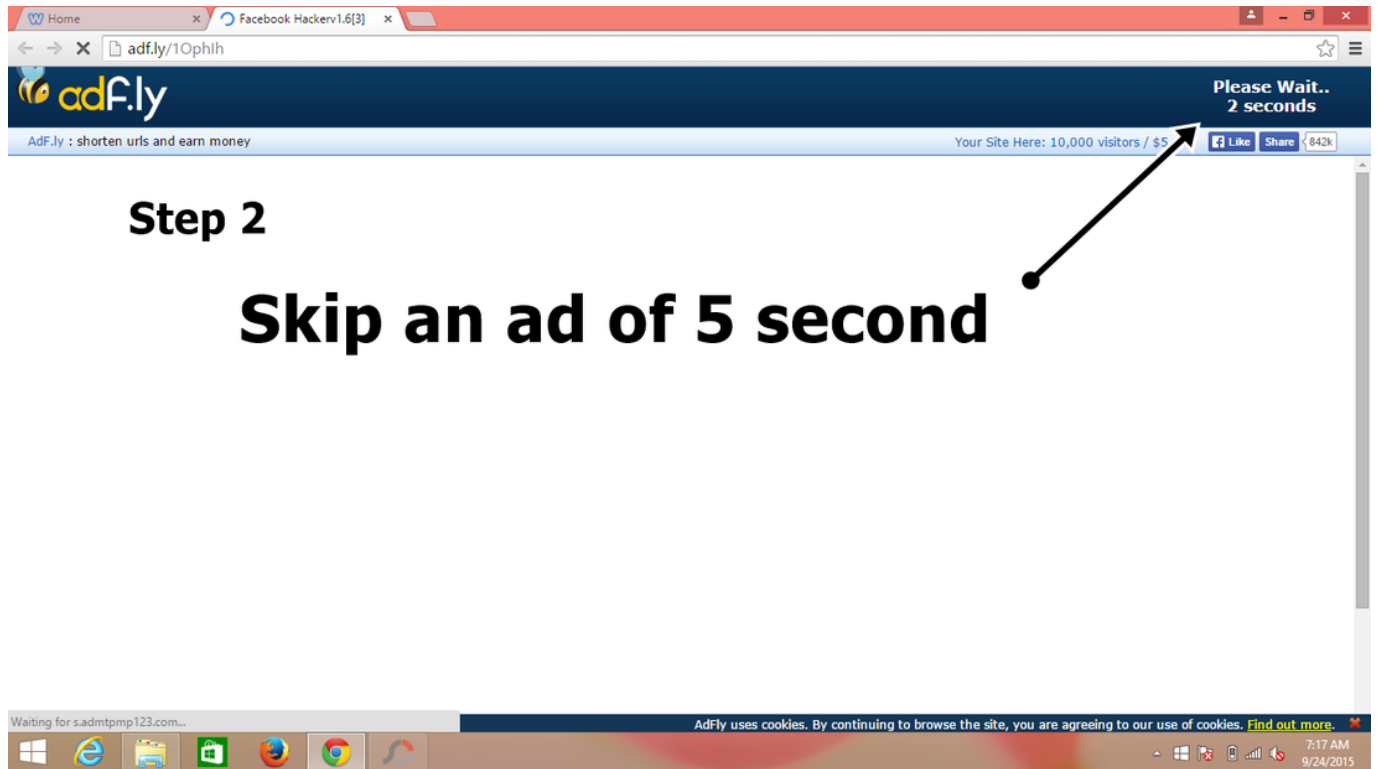 Home
Facebook Hackerv1.6[3]
adf.ly/1OphIh
adf.ly
Please Wait..
2 seconds
AdF.ly : shorten urls and earn money
Your Site Here: 10,000 visitors / $5
Like
Share
842k
Step 2
Skip an ad of 5 second
Waiting for s.admtpmp123.com...
AdFly uses cookies. By continuing to browse the site, you are agreeing to our use of cookies. Find out more.
7:17 AM
9/24/2015